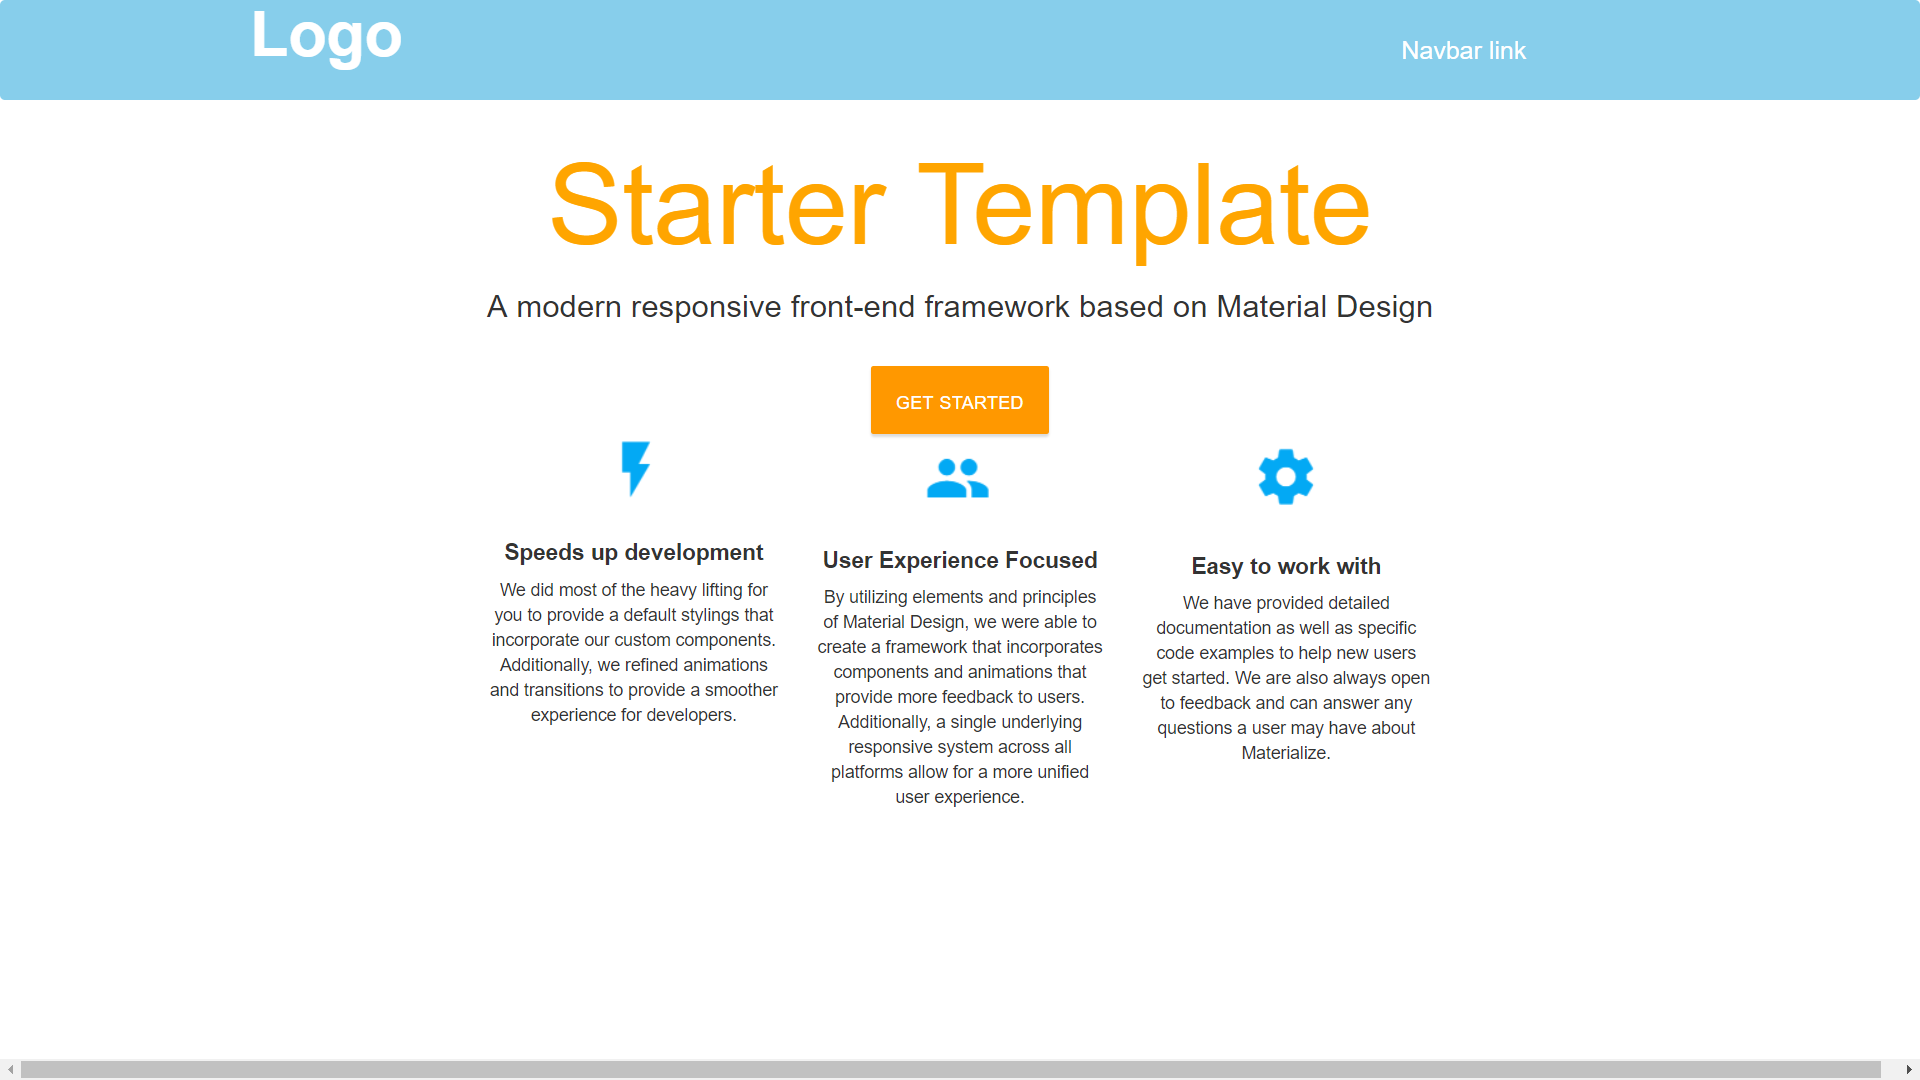 Logo
Navbar link
Starter Template
A modern responsive front-end framework based on Material Design
GET STARTED
Speeds up development
We did most of the heavy lifting for
you to provide a default stylings that
incorporate our custom components.
Additionally, we refined animations
and transitions to provide a smoother
experience for developers.
User Experience Focused
By utilizing elements and principles
of Material Design, we were able to
create a framework that incorporates
components and animations that
provide more feedback to users.
Additionally, a single underlying
responsive system across all
platforms allow for a more unified
user experience.
Easy to work with
We have provided detailed
documentation as well as specific
code examples to help new users
get started. We are also always open
to feedback and can answer any
questions a user may have about
Materialize.